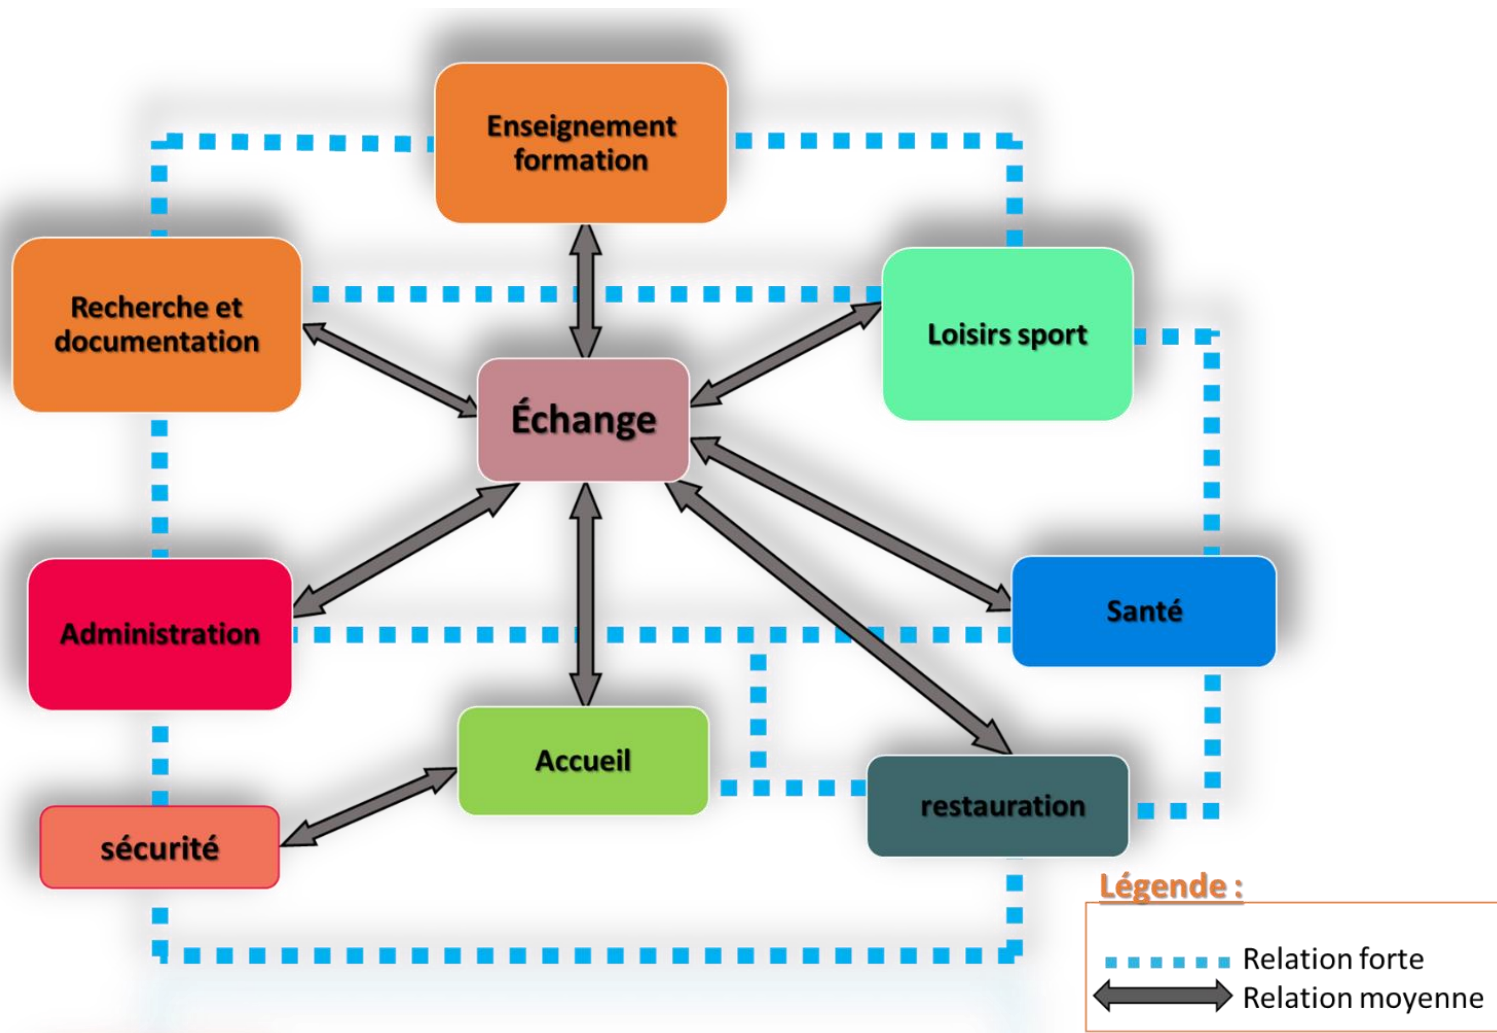 Enseignement
formation
Recherche et
documentation
Loisirs sport
Échange
Administration
Santé
Accueil
restauration
sécurité
Légende :
Relation forte
Relation moyenne